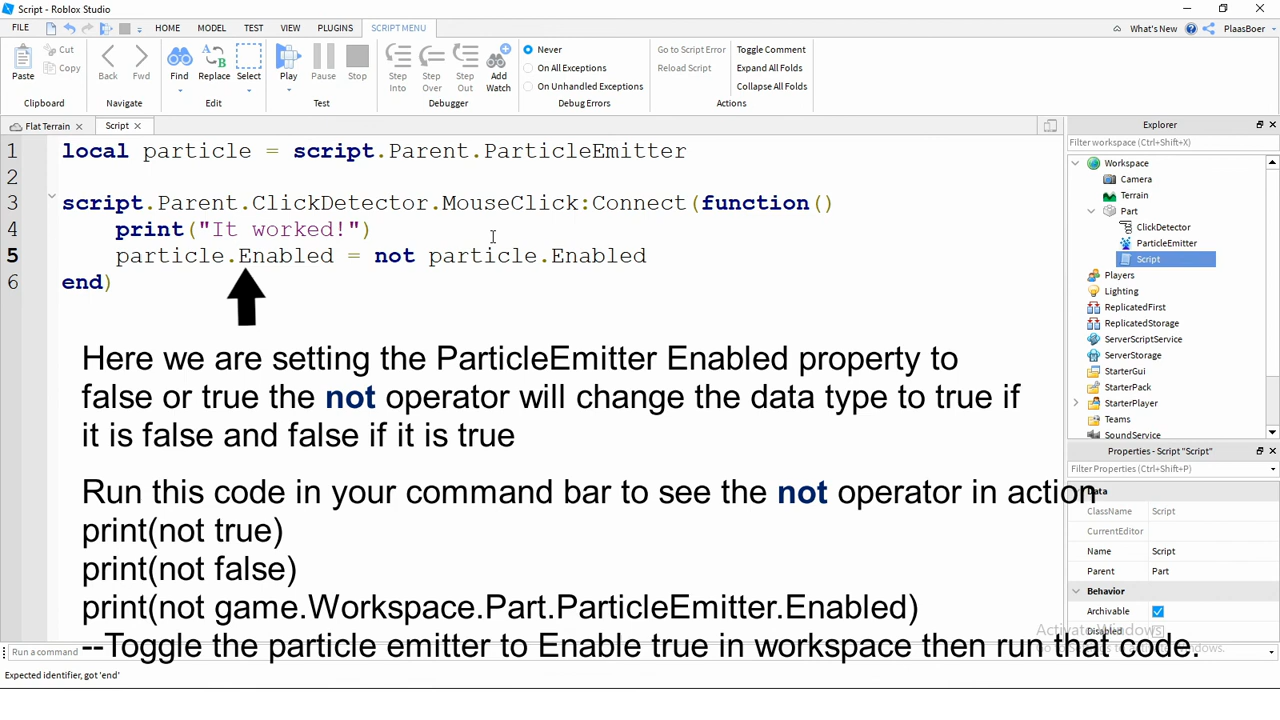 Script - Roblox Studio
FILE HOME MODEL TEST VIEW PLUGINS SCRIPT MENU What's New PlaasBoer
Paste Cut Copy Back Fwd Find Replace Select Play Pause Stop Step Into Step Over Step Out Add Watch
Never
On All Exceptions
On Unhandled Exceptions
Go to Script Error
Reload Script
Toggle Comment
Expand All Folds
Collapse All Folds
Clipboard Navigate Edit Test Debugger Debug Errors Actions
Flat Terrain Script
1 local particle = script.Parent.ParticleEmitter
2
3 script.Parent.ClickDetector.MouseClick:Connect(function()
4 print("It worked!")
5 particle.Enabled = not particle.Enabled
6 end)
Here we are setting the ParticleEmitter Enabled property to
false or true the not operator will change the data type to true if
it is false and false if it is true
Run this code in your command bar to see the not operator in action
print(not true)
print(not false)
print(not game.Workspace.Part.ParticleEmitter.Enabled)
--Toggle the particle emitter to Enable true in workspace then run that code.
Explorer
Filter workspace (Ctrl+Shift+X)
Workspace
Camera
Terrain
Part
ClickDetector
ParticleEmitter
Script
Players
Lighting
ReplicatedFirst
ReplicatedStorage
ServerScriptService
ServerStorage
StarterGui
StarterPack
StarterPlayer
Teams
SoundService
Properties - Script "Script"
Filter Properties (Ctrl+Shift+P)
Data
ClassName Script
CurrentEditor
Name Script
Parent Part
Behavior
Archivable
Disabled
Activate Windows
Run a command
Expected identifier, got 'end'